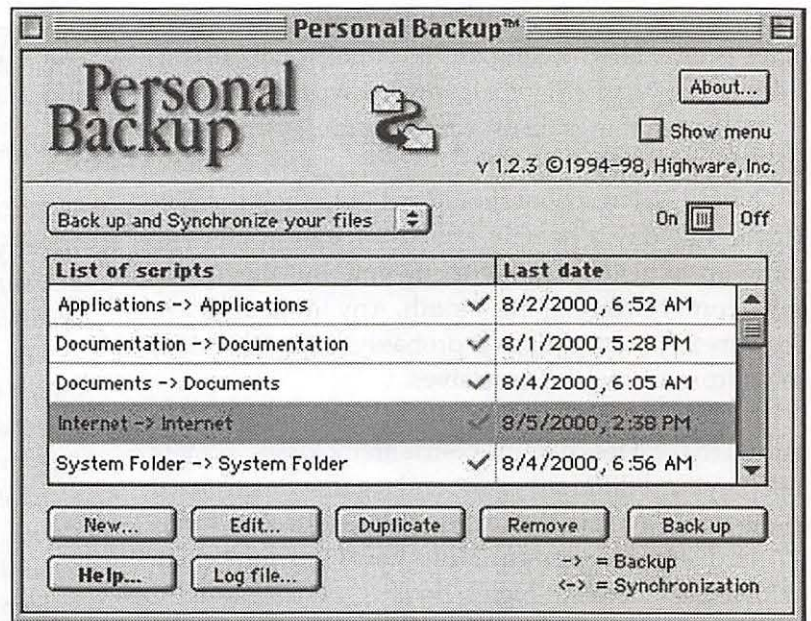 Personal Backup™
Personal
Backup
About...
Show menu
v 1.2.3 ©1994-98, Highware, Inc.
Back up and Synchronize your files
On Off
List of scripts Last date
Applications -> Applications ✓ 8/2/2000, 6:52 AM
Documentation -> Documentation ✓ 8/1/2000, 5:28 PM
Documents -> Documents ✓ 8/4/2000, 6:05 AM
Internet -> Internet ✓ 8/5/2000, 2:38 PM
System Folder -> System Folder ✓ 8/4/2000, 6:56 AM
New... Edit... Duplicate Remove Back up
Help... Log file...
-> = Backup
<-> = Synchronization